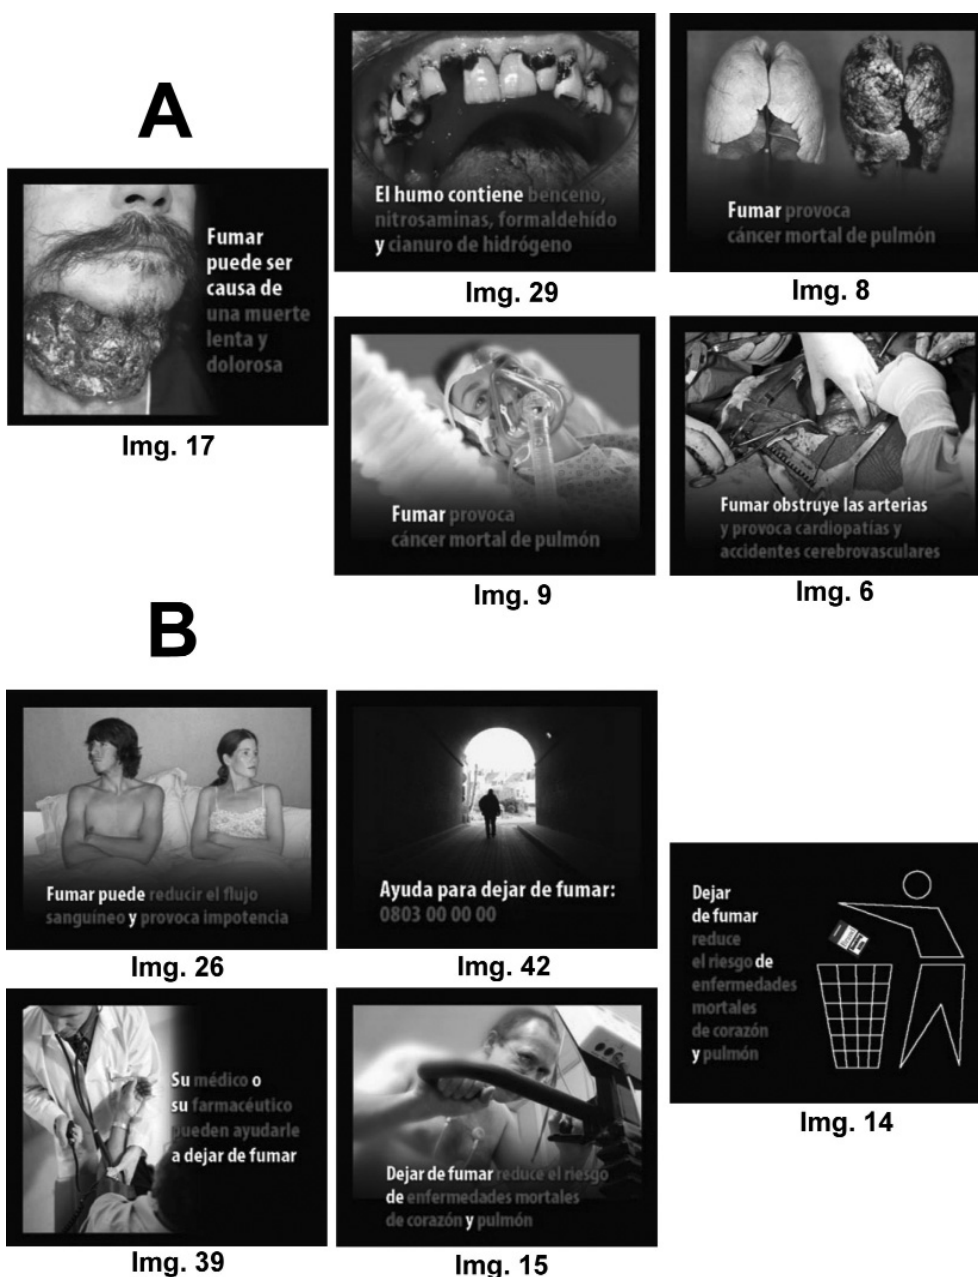 A
Fumar
puede ser
causa de
una muerte
lenta y
dolorosa
Img. 17
El humo contiene benceno,
nitrosaminas, formaldehído
y cianuro de hidrógeno
Img. 29
Fumar provoca
cáncer mortal de pulmón
Img. 8
Fumar provoca
cáncer mortal de pulmón
Img. 9
Fumar obstruye las arterias
y provoca cardiopatías y
accidentes cerebrovasculares
Img. 6
B
Fumar puede reducir el flujo
sanguíneo y provoca impotencia
Img. 26
Ayuda para dejar de fumar:
0803 00 00 00
Img. 42
Dejar
de fumar
reduce
el riesgo de
enfermedades
mortales
de corazón
y pulmón
Img. 14
Su médico o
su farmacéutico
pueden ayudarle
a dejar de fumar
Img. 39
Dejar de fumar reduce el riesgo
de enfermedades mortales
de corazón y pulmón
Img. 15